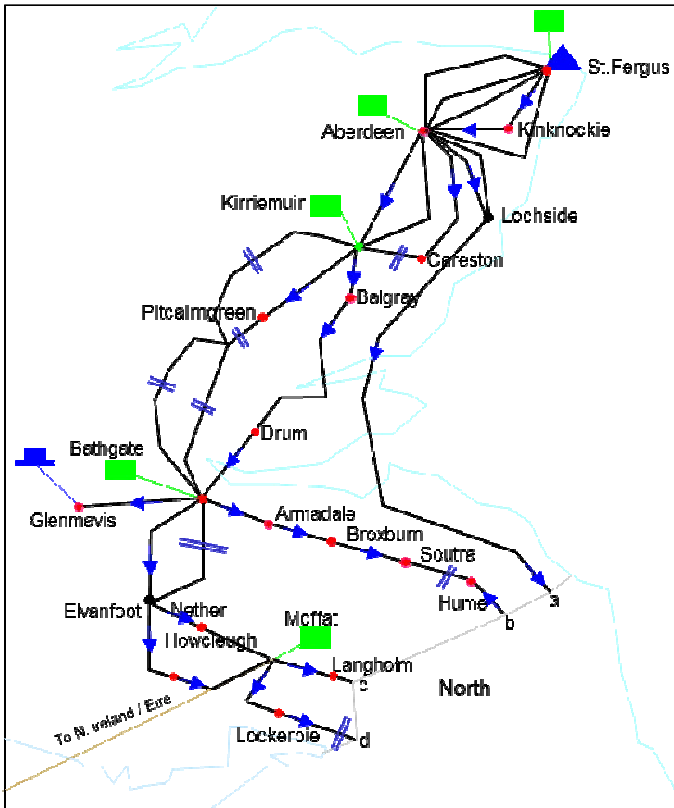 St.Fergus
Aberdeen
Kinknockie
Kirriemuir
Lochside
Careston
Balgray
Pitcairngreen
Drum
Bathgate
Glenmavis
Armadale
Broxburn
Soutra
Hume
a
b
Elvanfoot
Nether
Howcleugh
Moffat
Langholm
c
North
To N. Ireland / Eire
Lockerbie
d